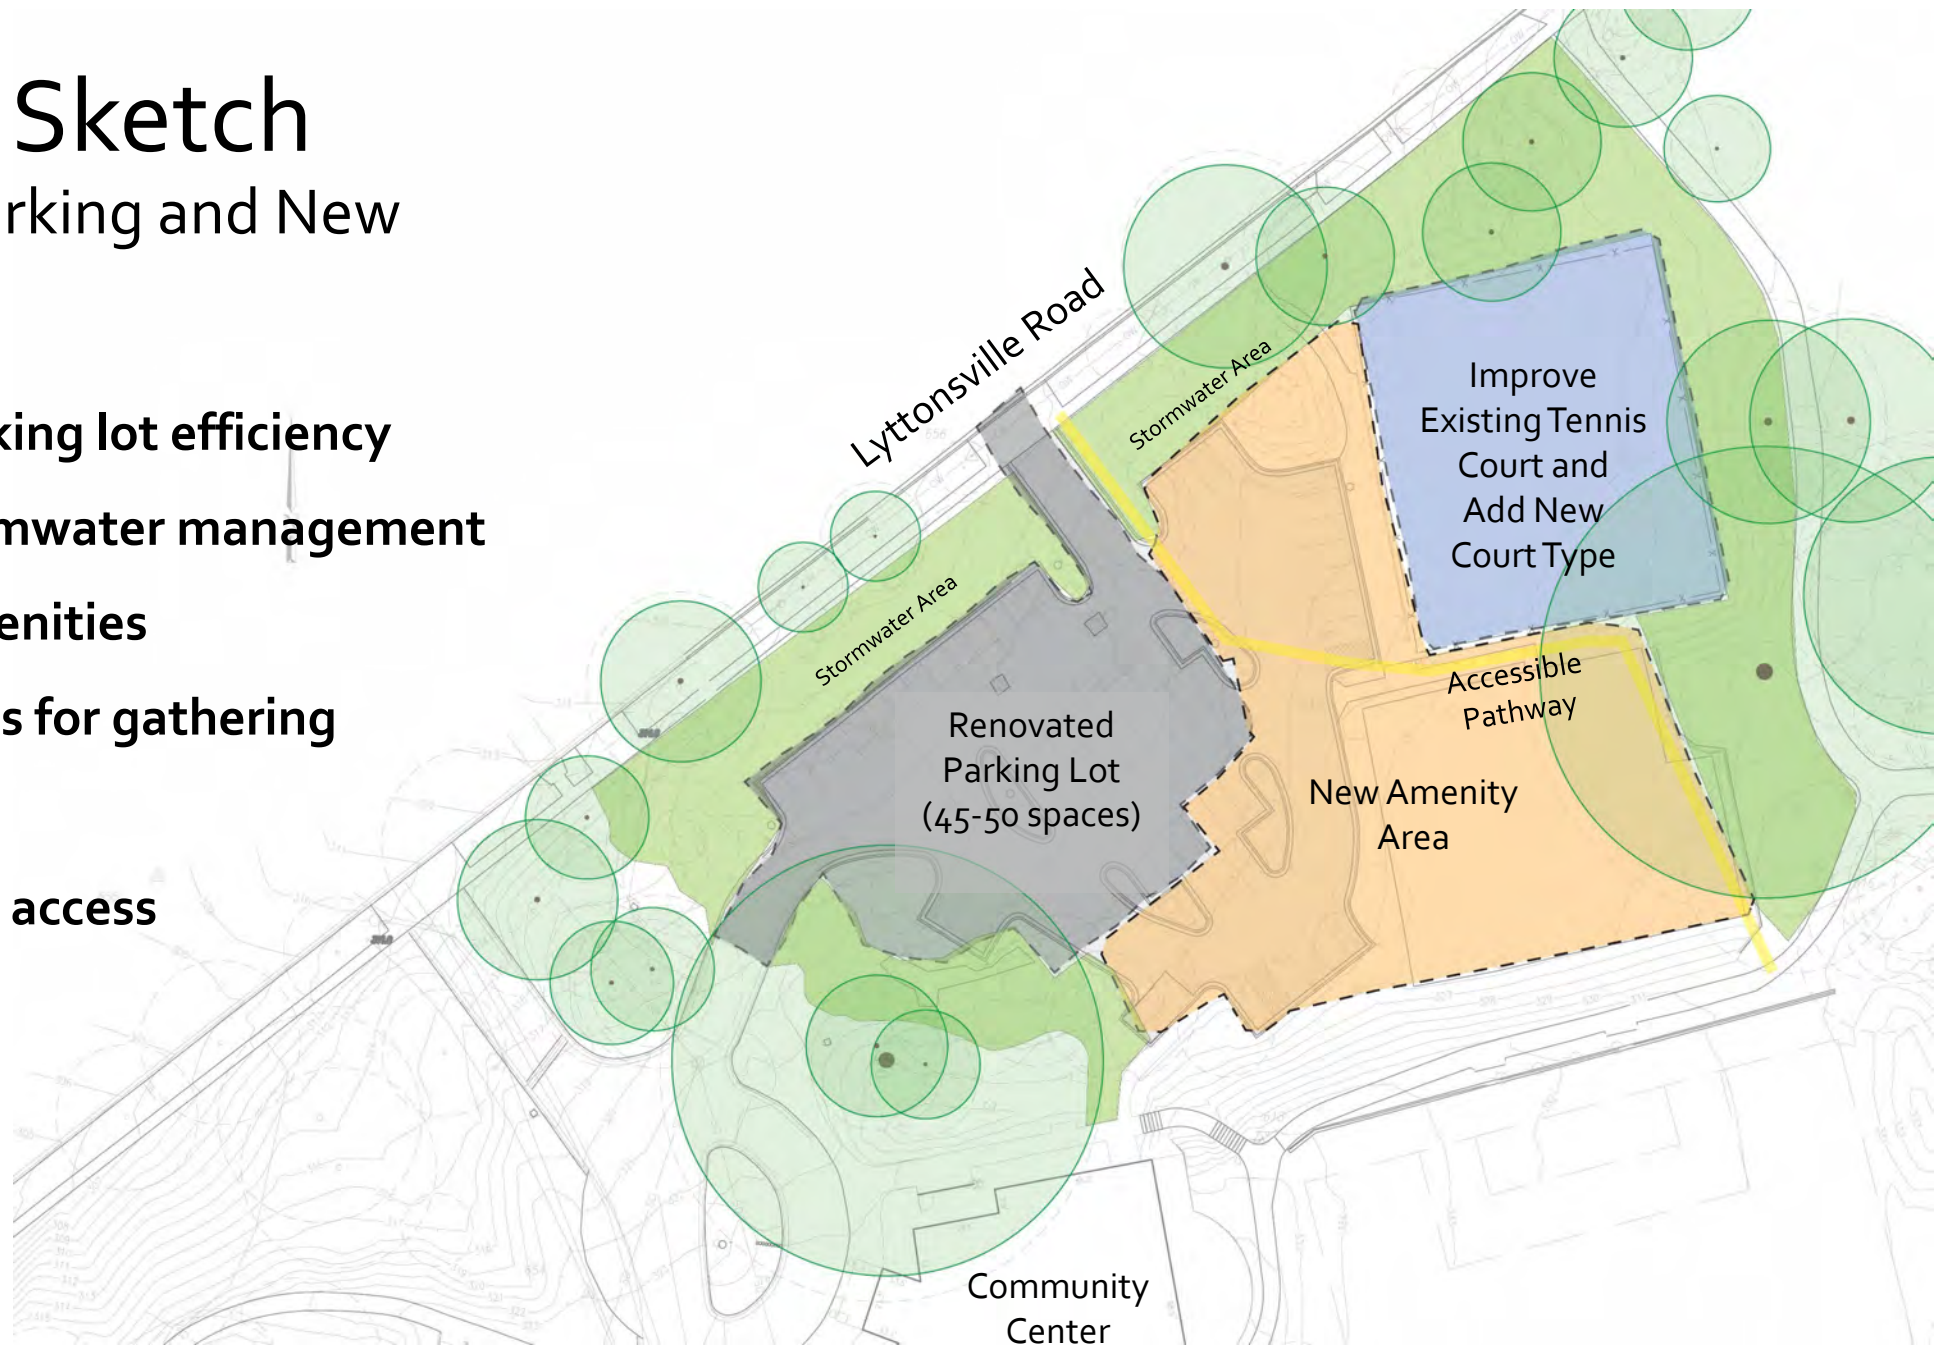 Sketch
rking and New
king lot efficiency
mwater management
enities
s for gathering
access
Lyttonsville Road
Stormwater Area
Stormwater Area
Improve
Existing Tennis
Court and
Add New
Court Type
Accessible
Pathway
Renovated
Parking Lot
(45-50 spaces)
New Amenity
Area
Community
Center